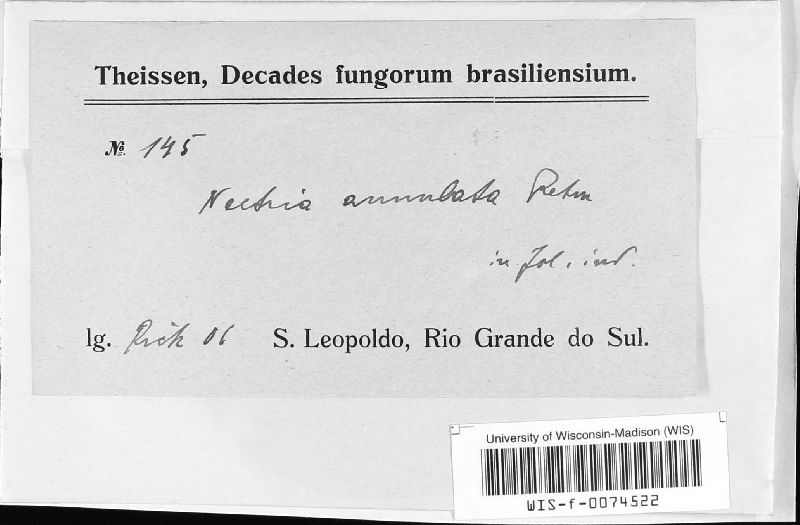 Theissen, Decades fungorum brasiliensium.
№ 145
Nectria annulata Rehm
in fol. ind.
lg. Rick 06 S. Leopoldo, Rio Grande do Sul.
University of Wisconsin-Madison (WIS)
WIS-f-0074522